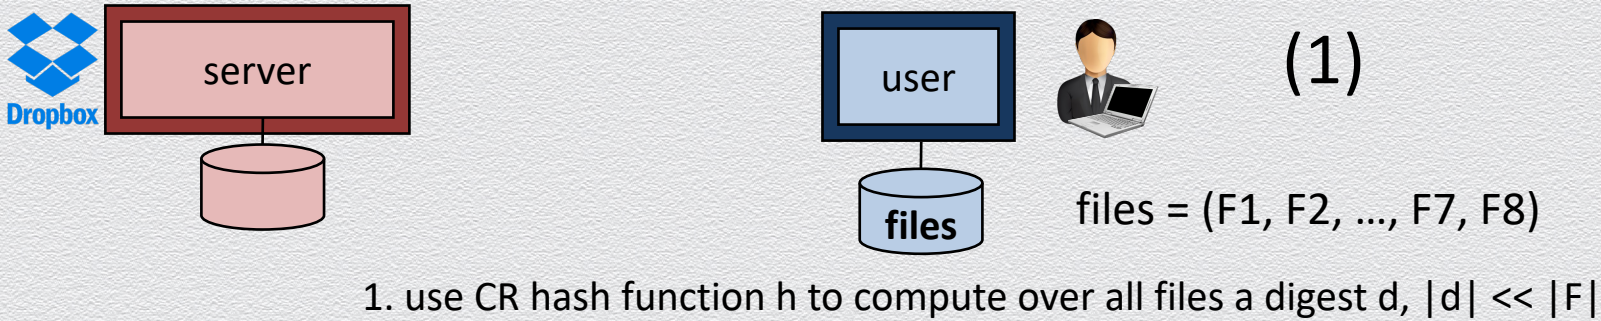 Dropbox
server
user
(1)
files
files = (F1, F2, ..., F7, F8)
1. use CR hash function h to compute over all files a digest d, |d| << |F|